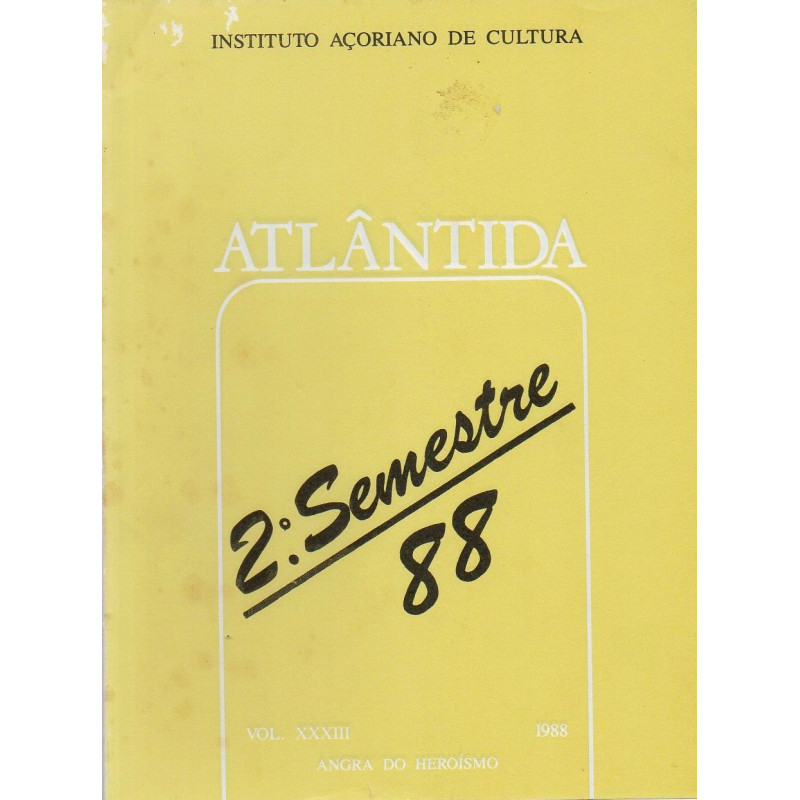 INSTITUTO AÇORIANO DE CULTURA
ATLÂNTIDA
2.º Semestre
88
VOL. XXXIII 1988
ANGRA DO HEROÍSMO